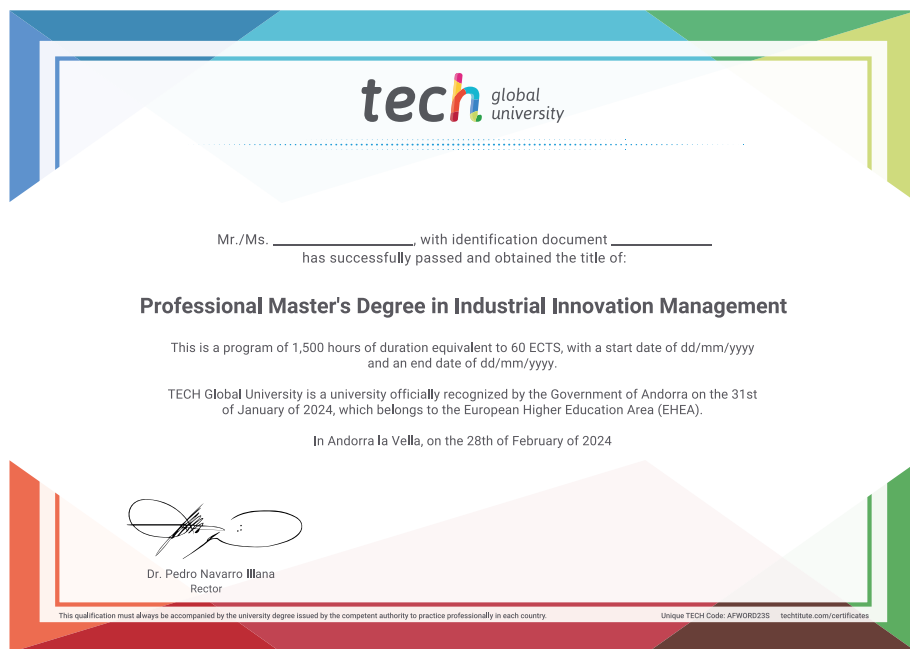 tech global university
Mr./Ms. ____________, with identification document ____________
has successfully passed and obtained the title of:
Professional Master's Degree in Industrial Innovation Management
This is a program of 1,500 hours of duration equivalent to 60 ECTS, with a start date of dd/mm/yyyy
and an end date of dd/mm/yyyy.
TECH Global University is a university officially recognized by the Government of Andorra on the 31st
of January of 2024, which belongs to the European Higher Education Area (EHEA).
In Andorra la Vella, on the 28th of February of 2024
Dr. Pedro Navarro Illana
Rector
This qualification must always be accompanied by the university degree issued by the competent authority to practice professionally in each country. Unique TECH Code: AFWORD23S techtitute.com/certificates